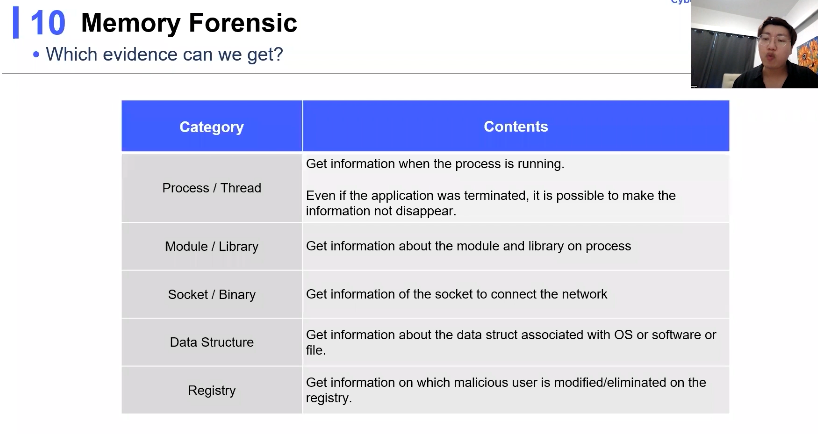 10 Memory Forensic
• Which evidence can we get?
Category Contents
Process / Thread
Get information when the process is running.
Even if the application was terminated, it is possible to make the
information not disappear.
Module / Library
Get information about the module and library on process
Socket / Binary
Get information of the socket to connect the network
Data Structure
Get information about the data struct associated with OS or software or
file.
Registry
Get information on which malicious user is modified/eliminated on the
registry.